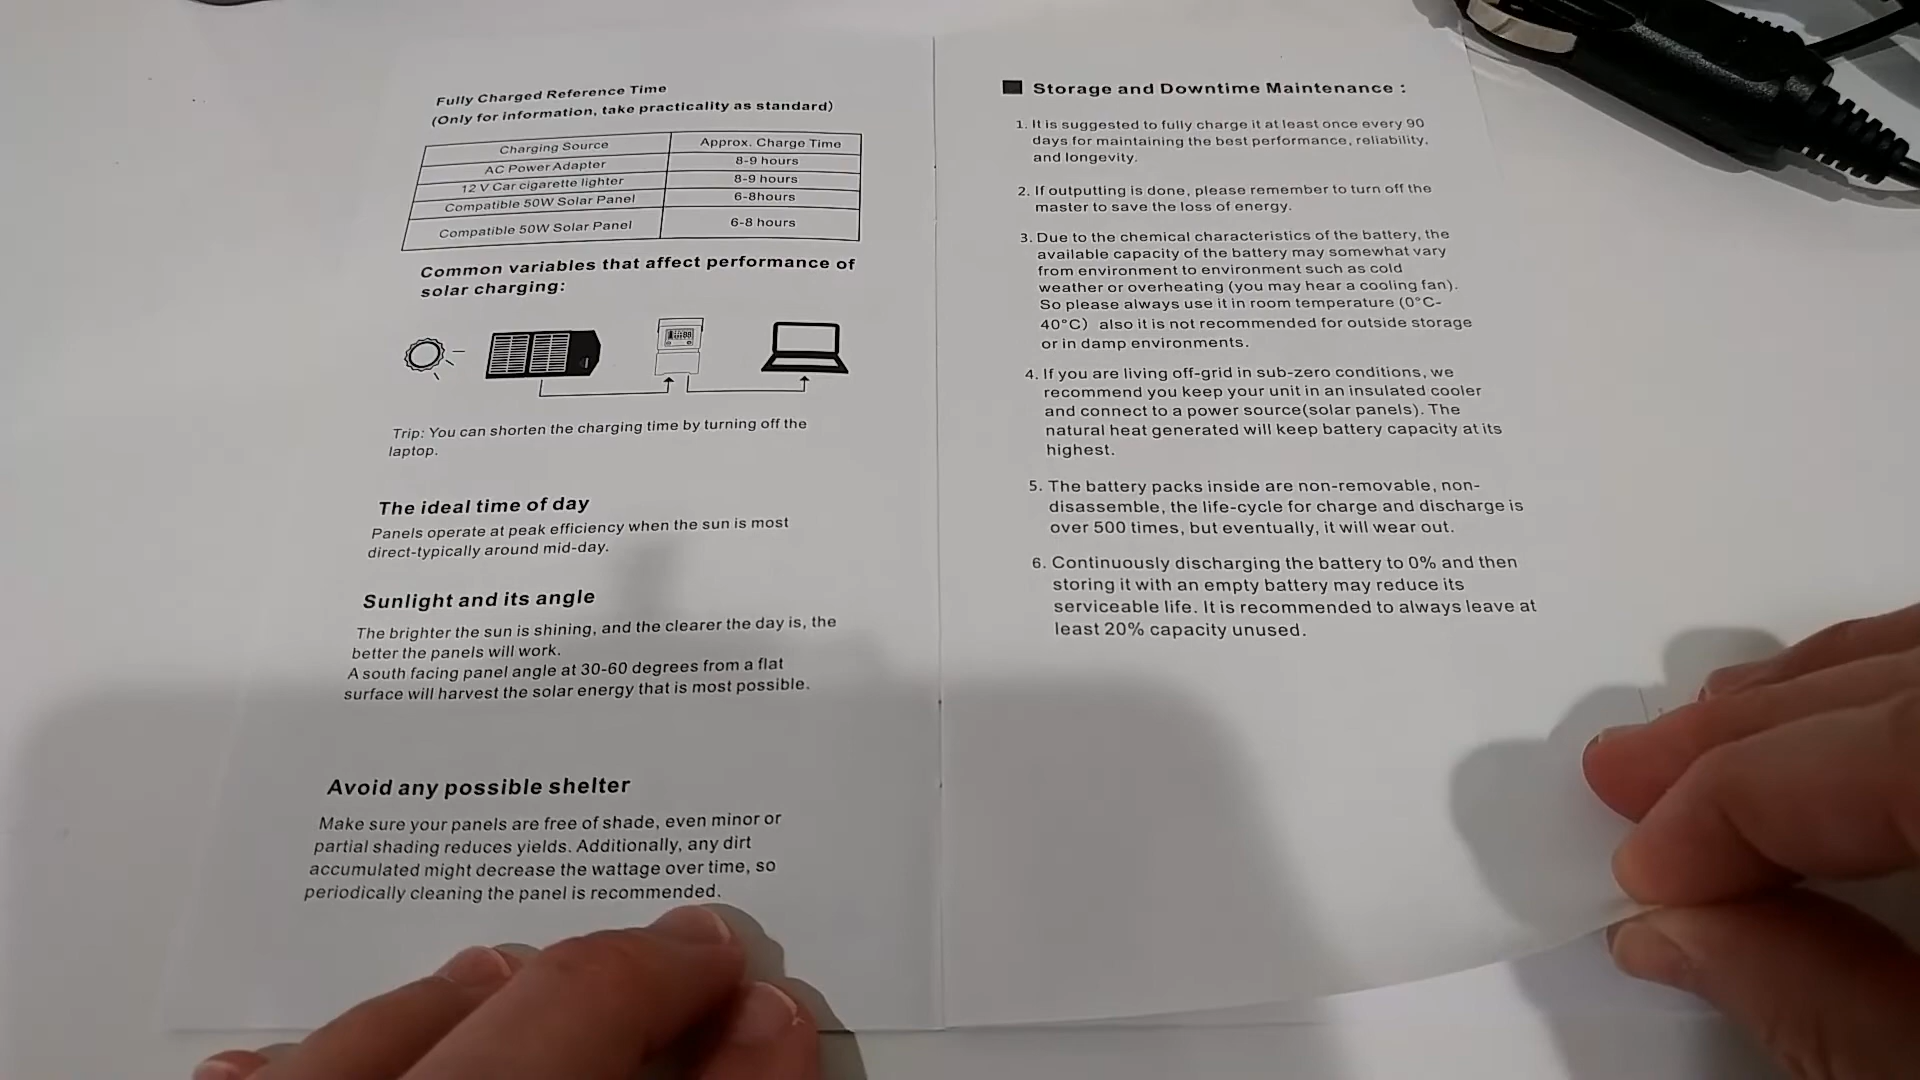 Fully Charged Reference Time
(Only for information, take practicality as standard)
Charging Source Approx. Charge Time
AC Power Adapter 8-9 hours
12 V Car cigarette lighter 8-9 hours
Compatible 50W Solar Panel 6-8hours
Compatible 50W Solar Panel 6-8 hours
Common variables that affect performance of
solar charging:
Trip: You can shorten the charging time by turning off the
laptop.
The ideal time of day
Panels operate at peak efficiency when the sun is most
direct-typically around mid-day.
Sunlight and its angle
The brighter the sun is shining, and the clearer the day is, the
better the panels will work.
A south facing panel angle at 30-60 degrees from a flat
surface will harvest the solar energy that is most possible.
Avoid any possible shelter
Make sure your panels are free of shade, even minor or
partial shading reduces yields. Additionally, any dirt
accumulated might decrease the wattage over time, so
periodically cleaning the panel is recommended.
Storage and Downtime Maintenance :
1. It is suggested to fully charge it at least once every 90
days for maintaining the best performance, reliability,
and longevity.
2. If outputting is done, please remember to turn off the
master to save the loss of energy.
3. Due to the chemical characteristics of the battery, the
available capacity of the battery may somewhat vary
from environment to environment such as cold
weather or overheating (you may hear a cooling fan).
So please always use it in room temperature (0°C-
40°C) also it is not recommended for outside storage
or in damp environments.
4. If you are living off-grid in sub-zero conditions, we
recommend you keep your unit in an insulated cooler
and connect to a power source(solar panels). The
natural heat generated will keep battery capacity at its
highest.
5. The battery packs inside are non-removable, non-
disassemble, the life-cycle for charge and discharge is
over 500 times, but eventually, it will wear out.
6. Continuously discharging the battery to 0% and then
storing it with an empty battery may reduce its
serviceable life. It is recommended to always leave at
least 20% capacity unused.